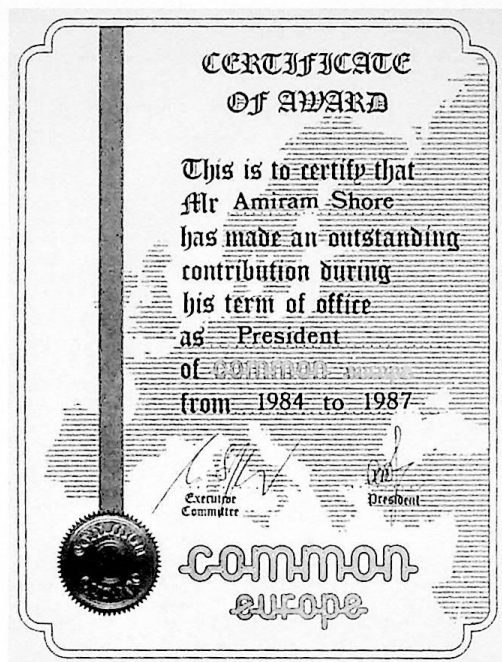 CERTIFICATE
OF AWARD
This is to certify that
Mr Amiram Shore
has made an outstanding
contribution during
his term of office
as President
of common europe
from 1984 to 1987
Executive
Committee
President
common
europe